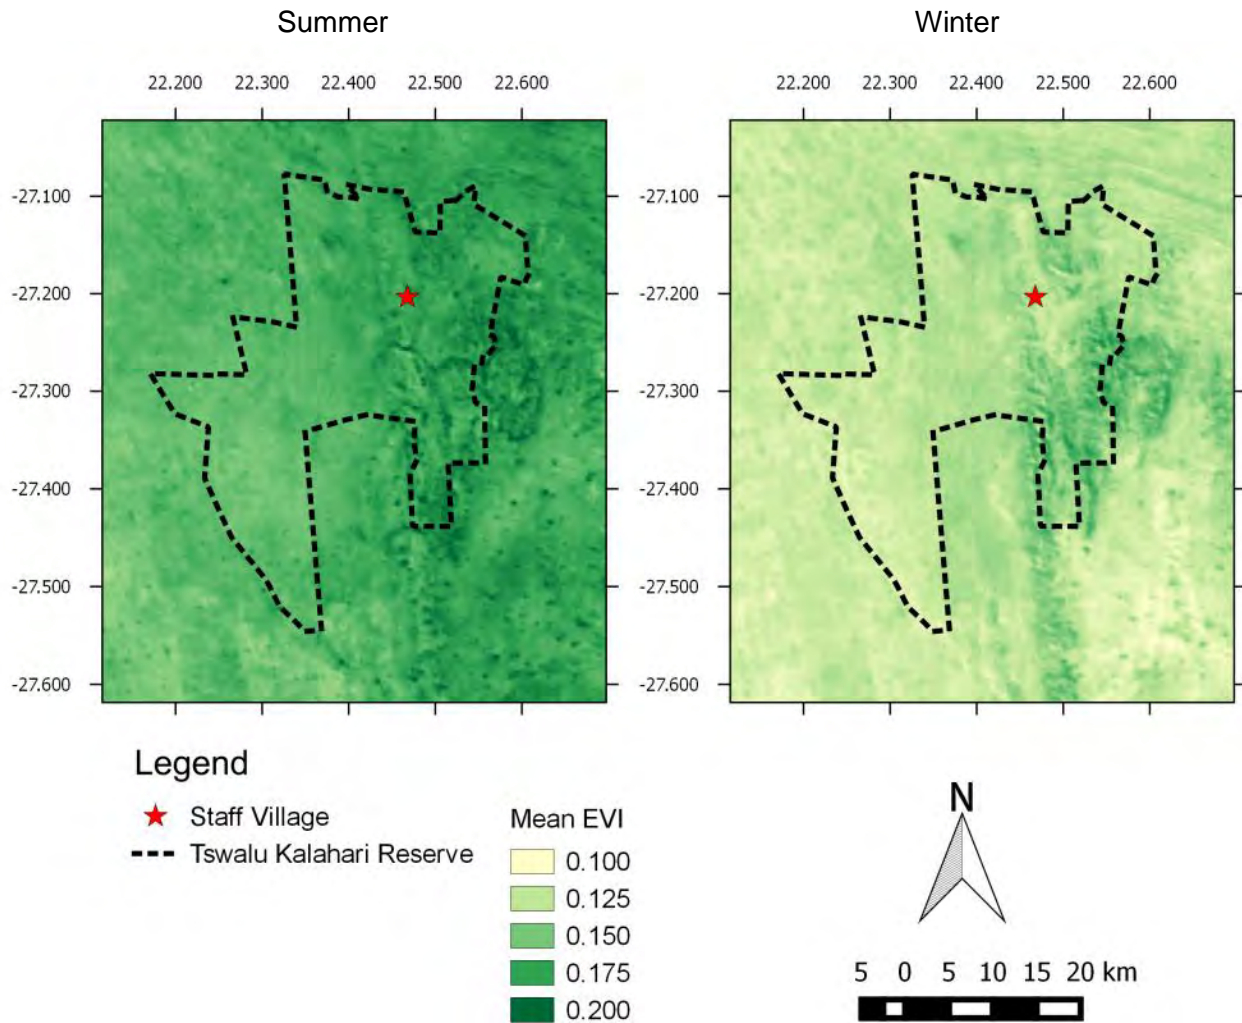 Summer Winter
22.200 22.300 22.400 22.500 22.600 22.200 22.300 22.400 22.500 22.600
-27.100 -27.100
-27.200 -27.200
-27.300 -27.300
-27.400 -27.400
-27.500 -27.500
-27.600 -27.600
Legend
Staff Village
Tswalu Kalahari Reserve
Mean EVI
0.100
0.125
0.150
0.175
0.200
N
5 0 5 10 15 20 km